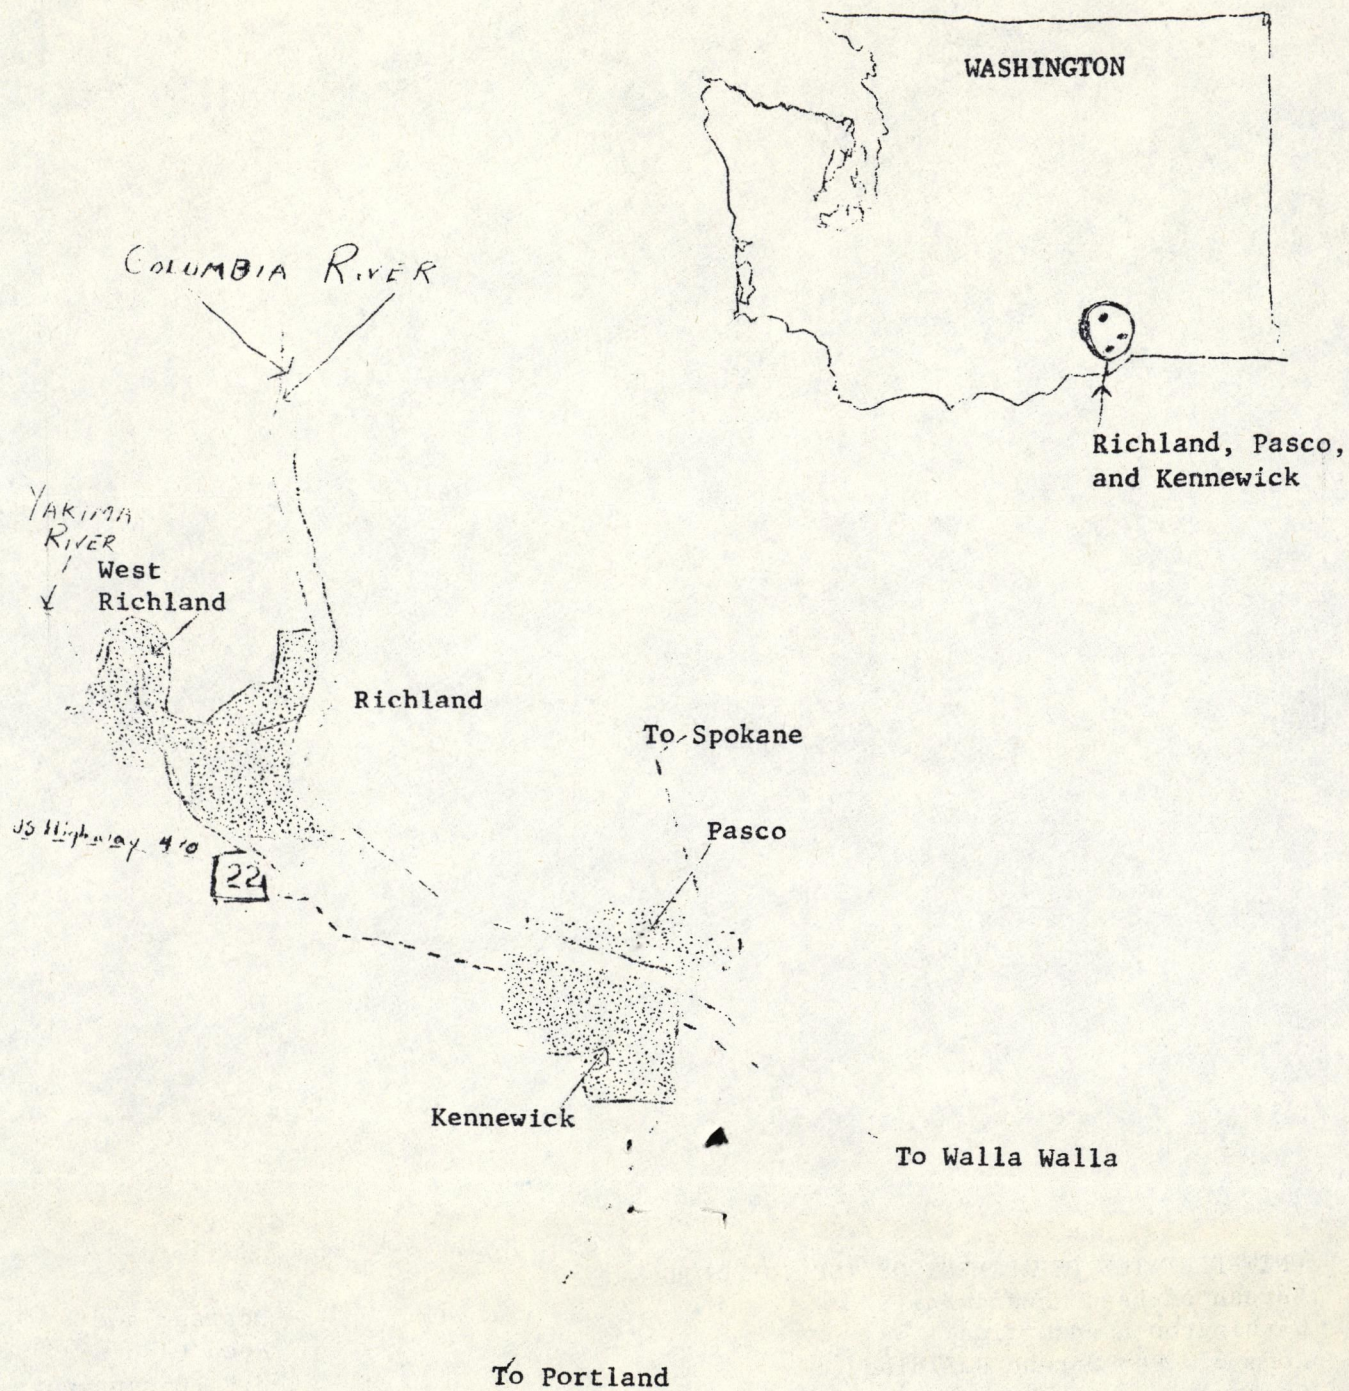 WASHINGTON
COLUMBIA RIVER
Richland, Pasco,
and Kennewick
YAKIMA
RIVER
West
Richland
Richland
To Spokane
Pasco
US Highway 410
22
Kennewick
To Walla Walla
To Portland